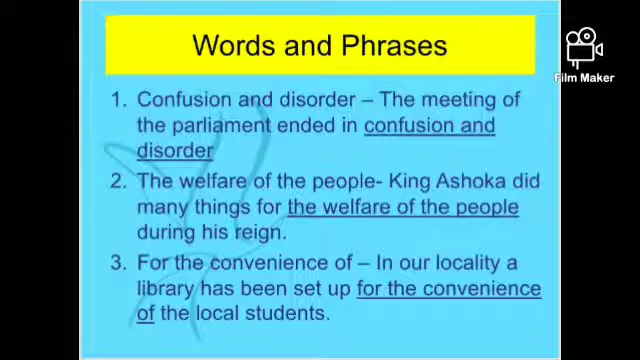 Words and Phrases
Film Maker
1. Confusion and disorder – The meeting of
the parliament ended in confusion and
disorder
2. The welfare of the people- King Ashoka did
many things for the welfare of the people
during his reign.
3. For the convenience of – In our locality a
library has been set up for the convenience
of the local students.